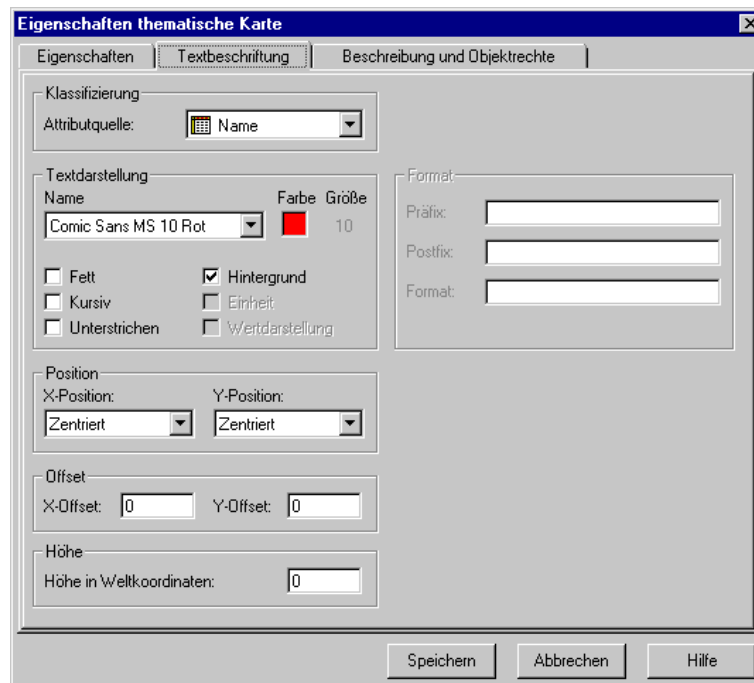 Eigenschaften thematische Karte
Eigenschaften Textbeschriftung Beschreibung und Objektrechte
Klassifizierung
Attributquelle: Name
Textdarstellung
Name Farbe Größe
Comic Sans MS 10 Rot 10
Fett Hintergrund
Kursiv Einheit
Unterstrichen Wertdarstellung
Format
Präfix:
Postfix:
Format:
Position
X-Position: Y-Position:
Zentriert Zentriert
Offset
X-Offset: 0 Y-Offset: 0
Höhe
Höhe in Weltkoordinaten: 0
Speichern Abbrechen Hilfe